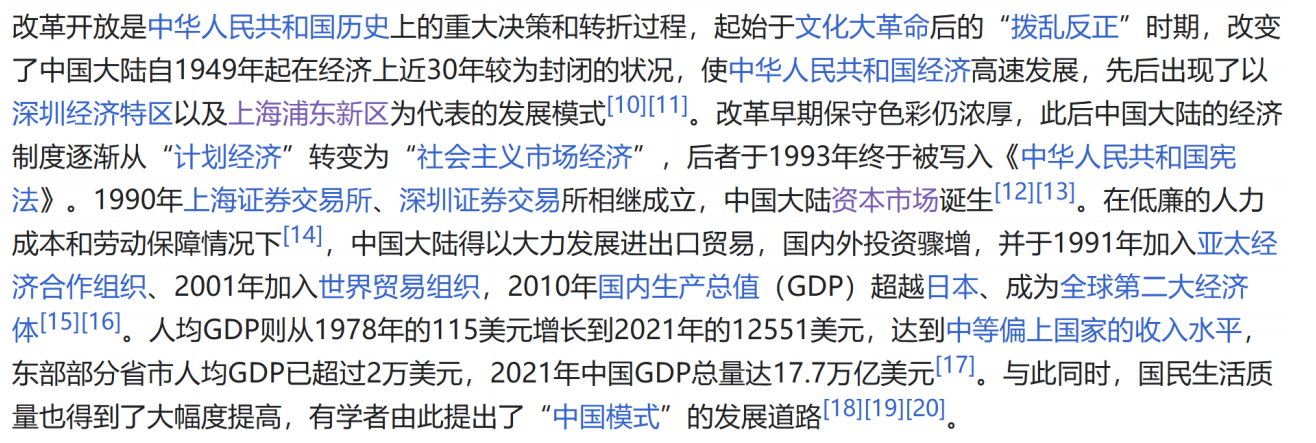 改革开放是中华人民共和国历史上的重大决策和转折过程，起始于文化大革命后的“拨乱反正”时期，改变
了中国大陆自1949年起在经济上近30年较为封闭的状况，使中华人民共和国经济高速发展，先后出现了以
深圳经济特区以及上海浦东新区为代表的发展模式[10][11]。改革早期保守色彩仍浓厚，此后中国大陆的经济
制度逐渐从“计划经济”转变为“社会主义市场经济”，后者于1993年终于被写入《中华人民共和国宪
法》。1990年上海证券交易所、深圳证券交易所相继成立，中国大陆资本市场诞生[12][13]。在低廉的人力
成本和劳动保障情况下[14]，中国大陆得以大力发展进出口贸易，国内外投资骤增，并于1991年加入亚太经
济合作组织、2001年加入世界贸易组织，2010年国内生产总值（GDP）超越日本、成为全球第二大经济
体[15][16]。人均GDP则从1978年的115美元增长到2021年的12551美元，达到中等偏上国家的收入水平，
东部部分省市人均GDP已超过2万美元，2021年中国GDP总量达17.7万亿美元[17]。与此同时，国民生活质
量也得到了大幅度提高，有学者由此提出了“中国模式”的发展道路[18][19][20]。